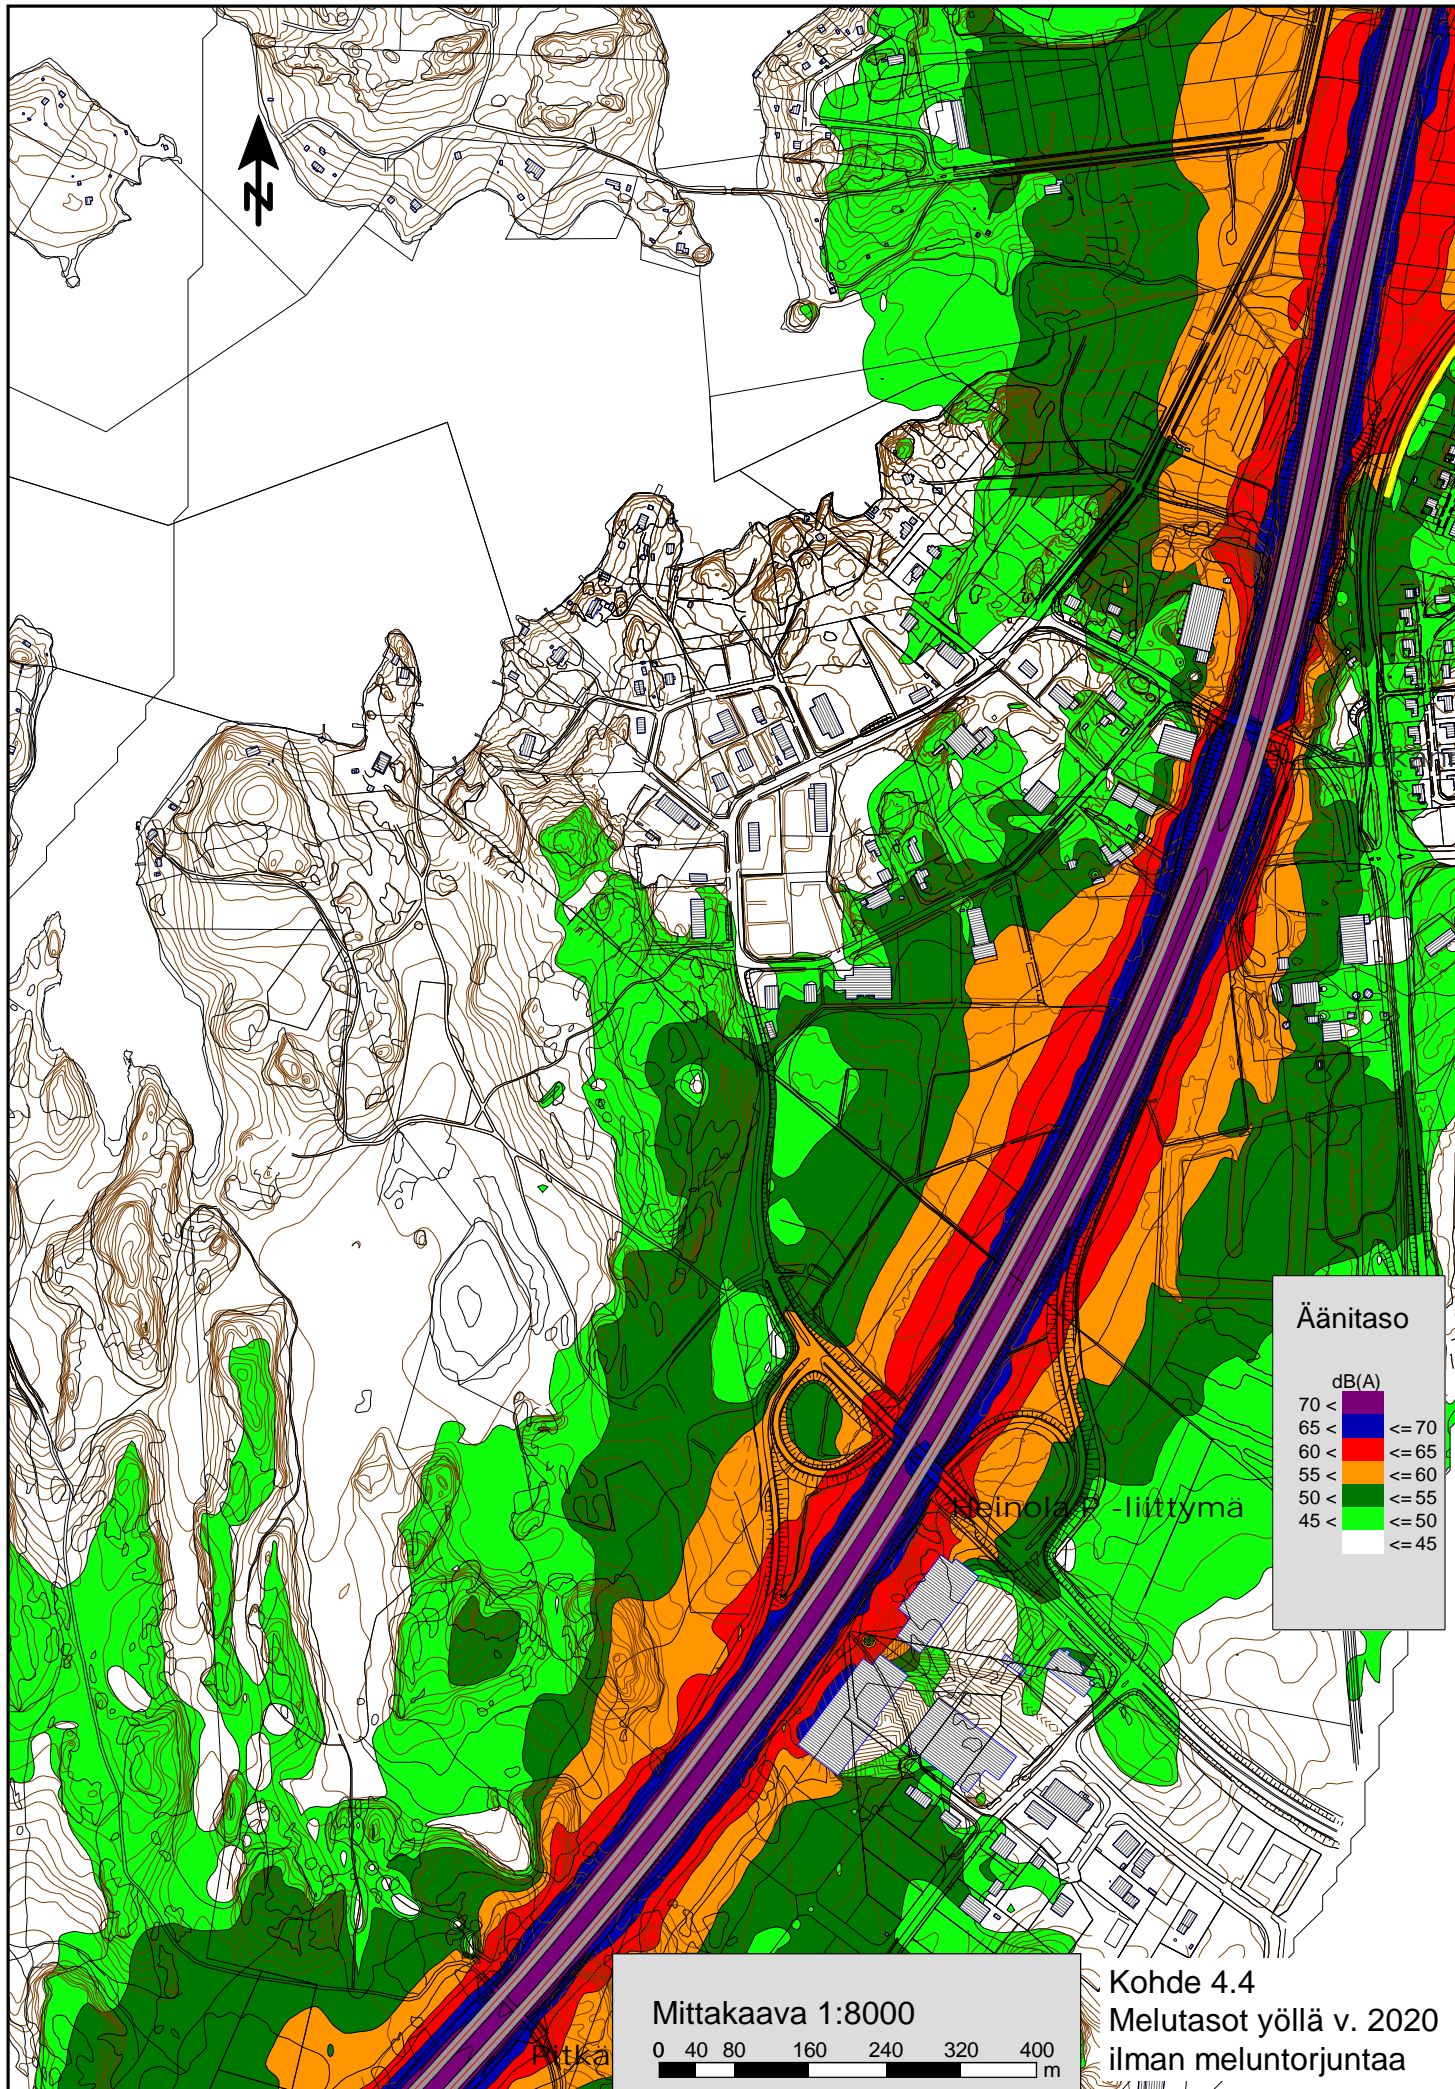 N
Äänitaso
dB(A)
70 <
65 < <= 70
60 < <= 65
55 < <= 60
50 < <= 55
45 < <= 50
<= 45
Heinola P -liittymä
Pitkä
Mittakaava 1:8000
0 40 80 160 240 320 400
m
Kohde 4.4
Melutasot yöllä v. 2020
ilman meluntorjuntaa